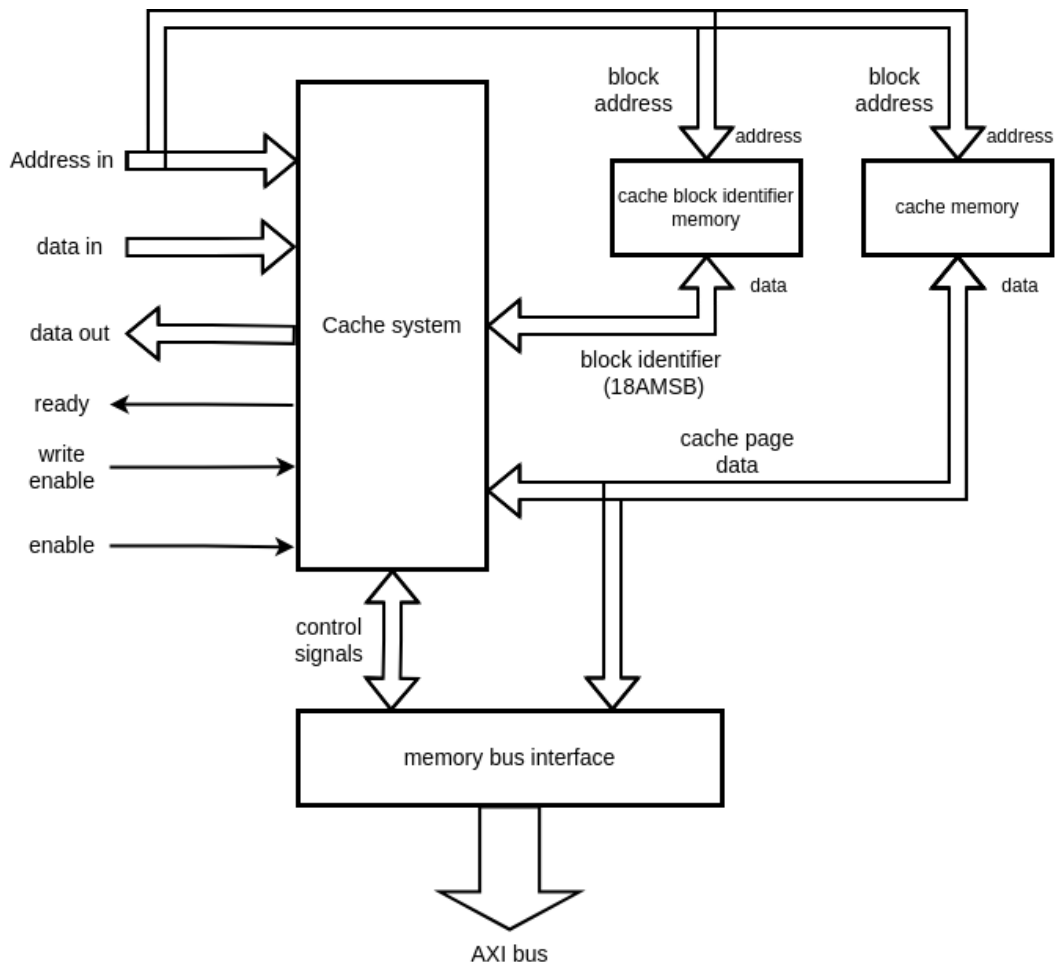 block
address
block
address
address
address
Address in
cache block identifier
memory
cache memory
data in
data
data
Cache system
data out
block identifier
(18AMSB)
ready
cache page
data
write
enable
enable
control
signals
memory bus interface
AXI bus